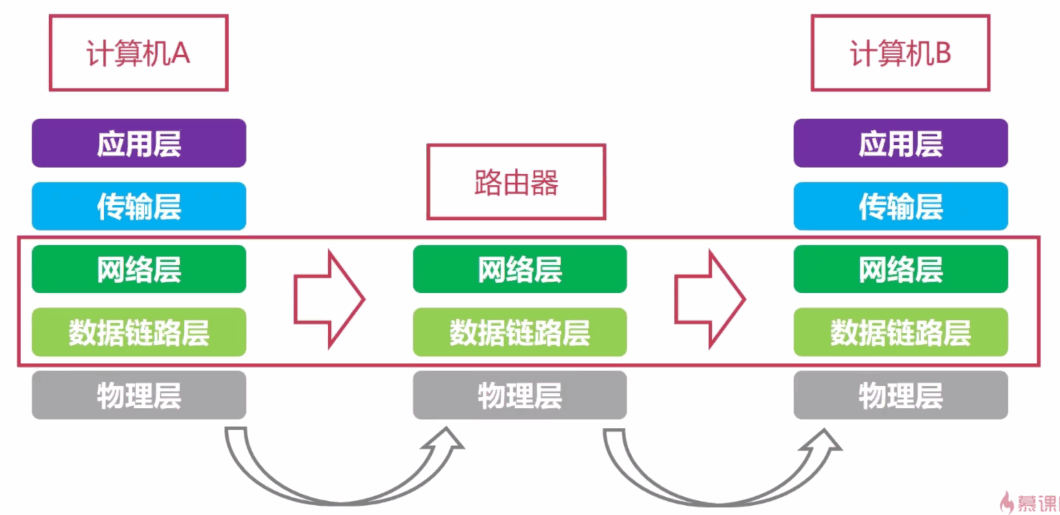 计算机A
计算机B
应用层
应用层
路由器
传输层
传输层
网络层
网络层
网络层
数据链路层
数据链路层
数据链路层
物理层
物理层
物理层
慕课